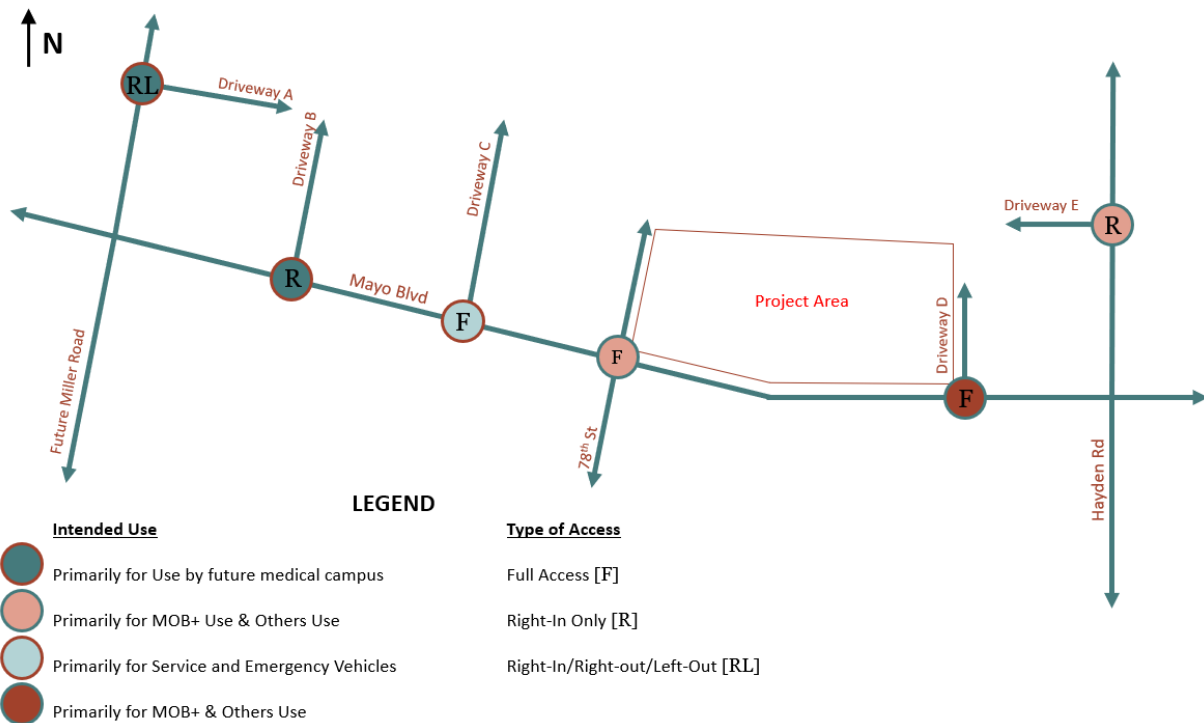 N
RL
Driveway A
Driveway B
Driveway C
Driveway E
R
R
Mayo Blvd
F
Project Area
Driveway D
F
F
Future Miller Road
78th St
Hayden Rd
LEGEND
Intended Use
Type of Access
Primarily for Use by future medical campus
Full Access [F]
Primarily for MOB+ Use & Others Use
Right-In Only [R]
Primarily for Service and Emergency Vehicles
Right-In/Right-out/Left-Out [RL]
Primarily for MOB+ & Others Use